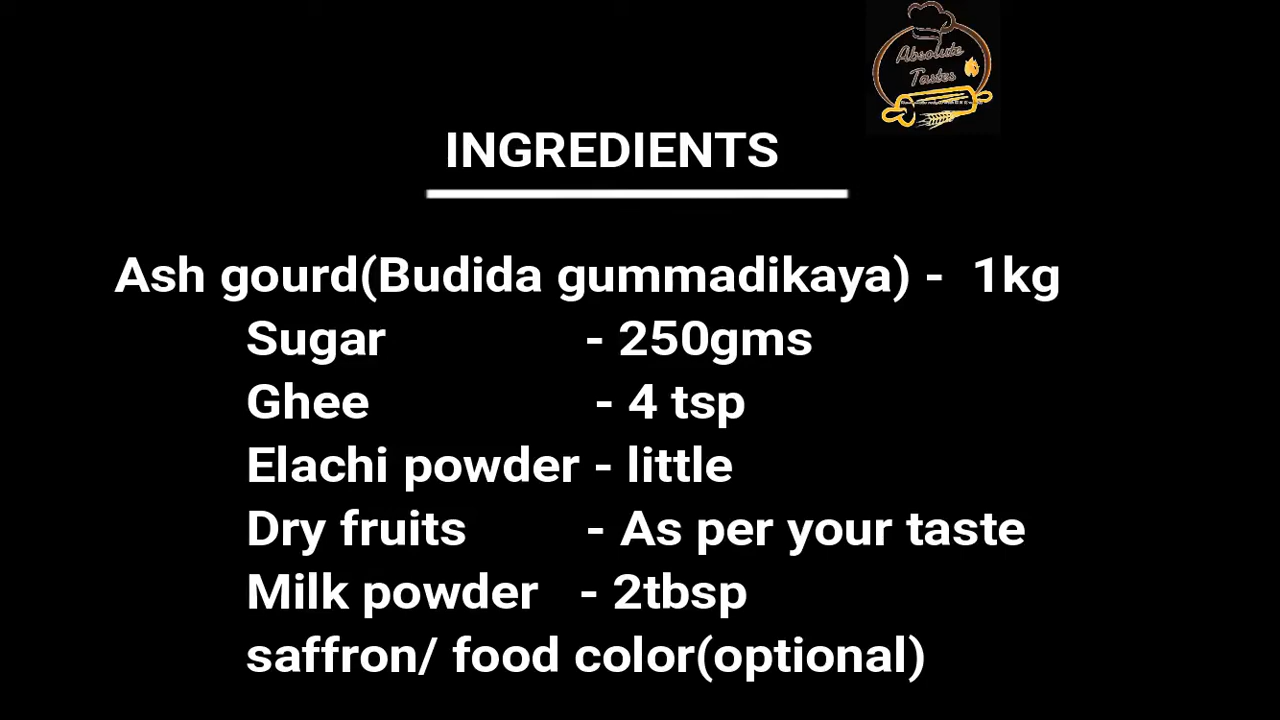 Absolute
Tastes
INGREDIENTS
Ash gourd(Budida gummadikaya) - 1kg
Sugar - 250gms
Ghee - 4 tsp
Elachi powder - little
Dry fruits - As per your taste
Milk powder - 2tbsp
saffron/ food color(optional)